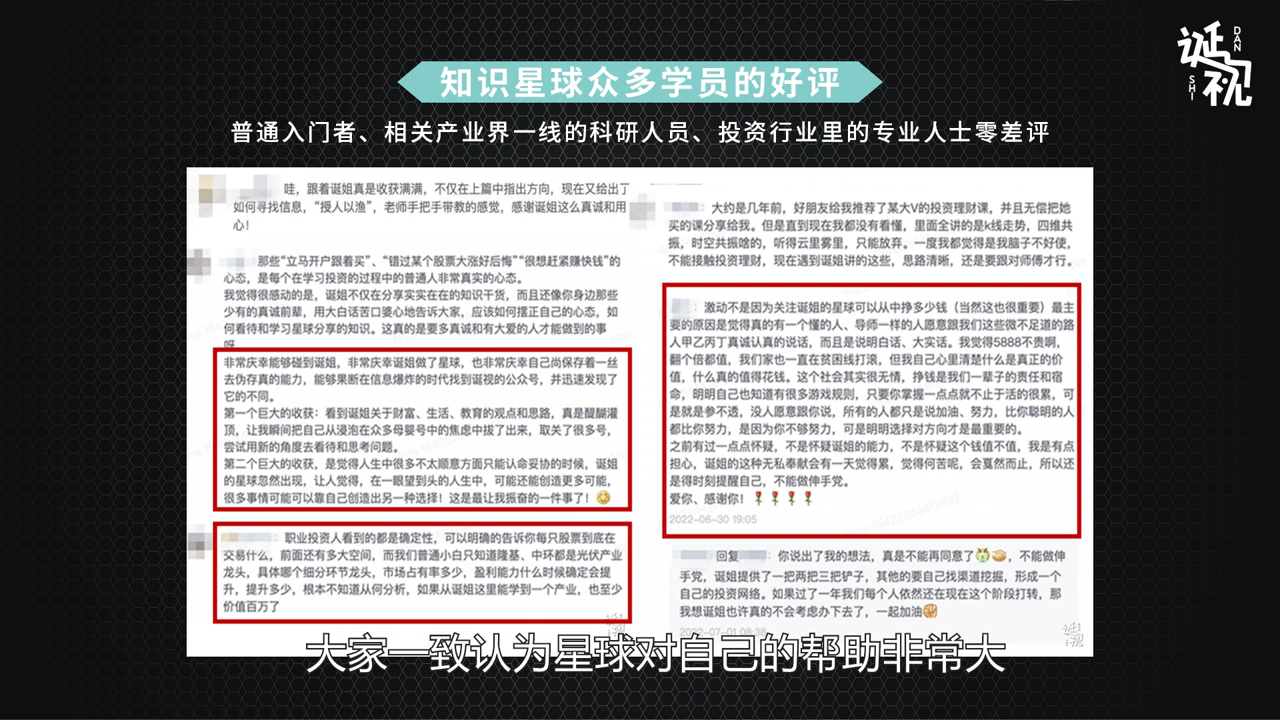 诞视
DAN
SHI
知识星球众多学员的好评
普通入门者、相关产业界一线的科研人员、投资行业里的专业人士零差评
哇，跟着诞姐真是收获满满，不仅在上篇中指出方向，现在又给出了
如何寻找信息，“授人以渔”，老师手把手带教的感觉，感谢诞姐这么真诚和用
心！
那些“立马开户跟着买”、“错过某个股票大涨好后悔”“很想赶紧赚快钱”的
心态，是每个在学习投资的过程中的普通人非常真实的心态。
我觉得很感动的是，诞姐不仅在分享实实在在的知识干货，而且还像你身边那些
少有的真诚前辈，用大白话苦口婆心地告诉大家，应该如何摆正自己的心态，如
何看待和学习星球分享的知识。这真的是要多真诚和有大爱的人才能做到的事
呀
非常庆幸能够碰到诞姐，非常庆幸诞姐做了星球，也非常庆幸自己尚保存着一丝
去伪存真的能力，能够果断在信息爆炸的时代找到诞视的公众号，并迅速发现了
它的不同。
第一个巨大的收获：看到诞姐关于财富、生活、教育的观点和思路，真是醍醐灌
顶，让我瞬间把自己从浸泡在众多母婴号中的焦虑中拔了出来，取关了很多号，
尝试用新的角度去看待和思考问题。
第二个巨大的收获，是觉得人生中很多不太顺意方面只能认命妥协的时候，诞姐
的星球忽然出现，让人觉得，在一眼望到头的人生中，可能还能创造更多可能，
很多事情可能可以靠自己创造出另一种选择！这是最让我振奋的一件事了！
职业投资人看到的都是确定性，可以明确的告诉你每只股票到底在
交易什么，前面还有多大空间，而我们普通小白只知道隆基、中环都是光伏产业
龙头，具体哪个细分环节龙头，市场占有率多少，盈利能力什么时候确定会提
升，提升多少，根本不知道从何分析，如果从诞姐这里能学到一个产业，也至少
价值百万了
：大约是几年前，好朋友给我推荐了某大V的投资理财课，并且无偿把她
买的课分享给我。但是直到现在我都没有看懂，里面全讲的是k线走势，四维共
振，时空共振啥的，听得云里雾里，只能放弃。一度我都觉得是我脑子不好使，
不能接触投资理财，现在遇到诞姐讲的这些，思路清晰，还是要跟对师傅才行。
：激动不是因为关注诞姐的星球可以从中挣多少钱（当然这也很重要）最主
要的原因是觉得真的有一个懂的人、导师一样的人愿意跟我们这些微不足道的路
人甲乙丙丁真诚认真的说话，而且是说明白话、大实话。我觉得5888不贵啊，
翻个倍都值，我们家也一直在贫困线打滚，但我自己心里清楚什么是真正的价
值，什么真的值得花钱。这个社会其实很无情，挣钱是我们一辈子的责任和宿
命，明明自己也知道有很多游戏规则，只要你掌握一点点就不止于活的很累，可
是就是参不透，没人愿意跟你说，所有的人都只是说加油、努力，比你聪明的人
都比你努力，是因为你不够努力，可是明明选择对方向才是最重要的。
之前有过一点点怀疑，不是怀疑诞姐的能力，不是怀疑这个钱值不值，我是有点
担心，诞姐的这种无私奉献会有一天觉得累，觉得何苦呢，会戛然而止，所以还
是得时刻提醒自己，不能做伸手党。
爱你、感谢你！
2022-06-30 19:05
回复 ：你说出了我的想法，真是不能再同意了，不能做伸
手党，诞姐提供了一把两把三把铲子，其他的要自己找渠道挖掘，形成一个
自己的投资网络。如果过了一年我们每个人依然还在现在这个阶段打转，那
我想诞姐也许真的不会考虑办下去了，一起加油
2022-07-01 08:38
诞视
诞视
大家一致认为星球对自己的帮助非常大